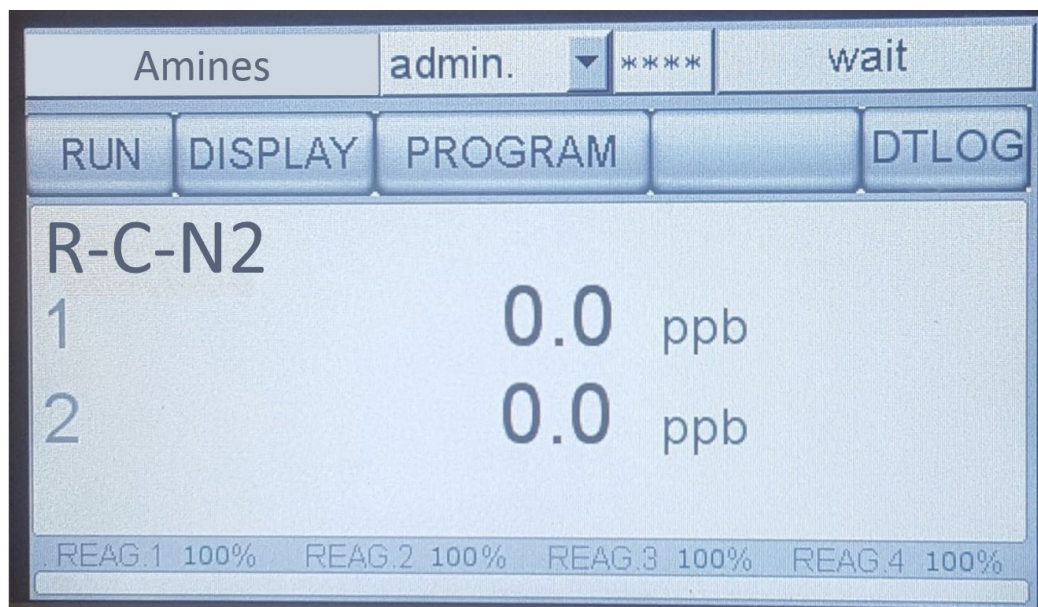 Amines admin. **** wait
RUN DISPLAY PROGRAM DTLOG
R-C-N2
1 0.0 ppb
2 0.0 ppb
REAG.1 100% REAG.2 100% REAG.3 100% REAG.4 100%